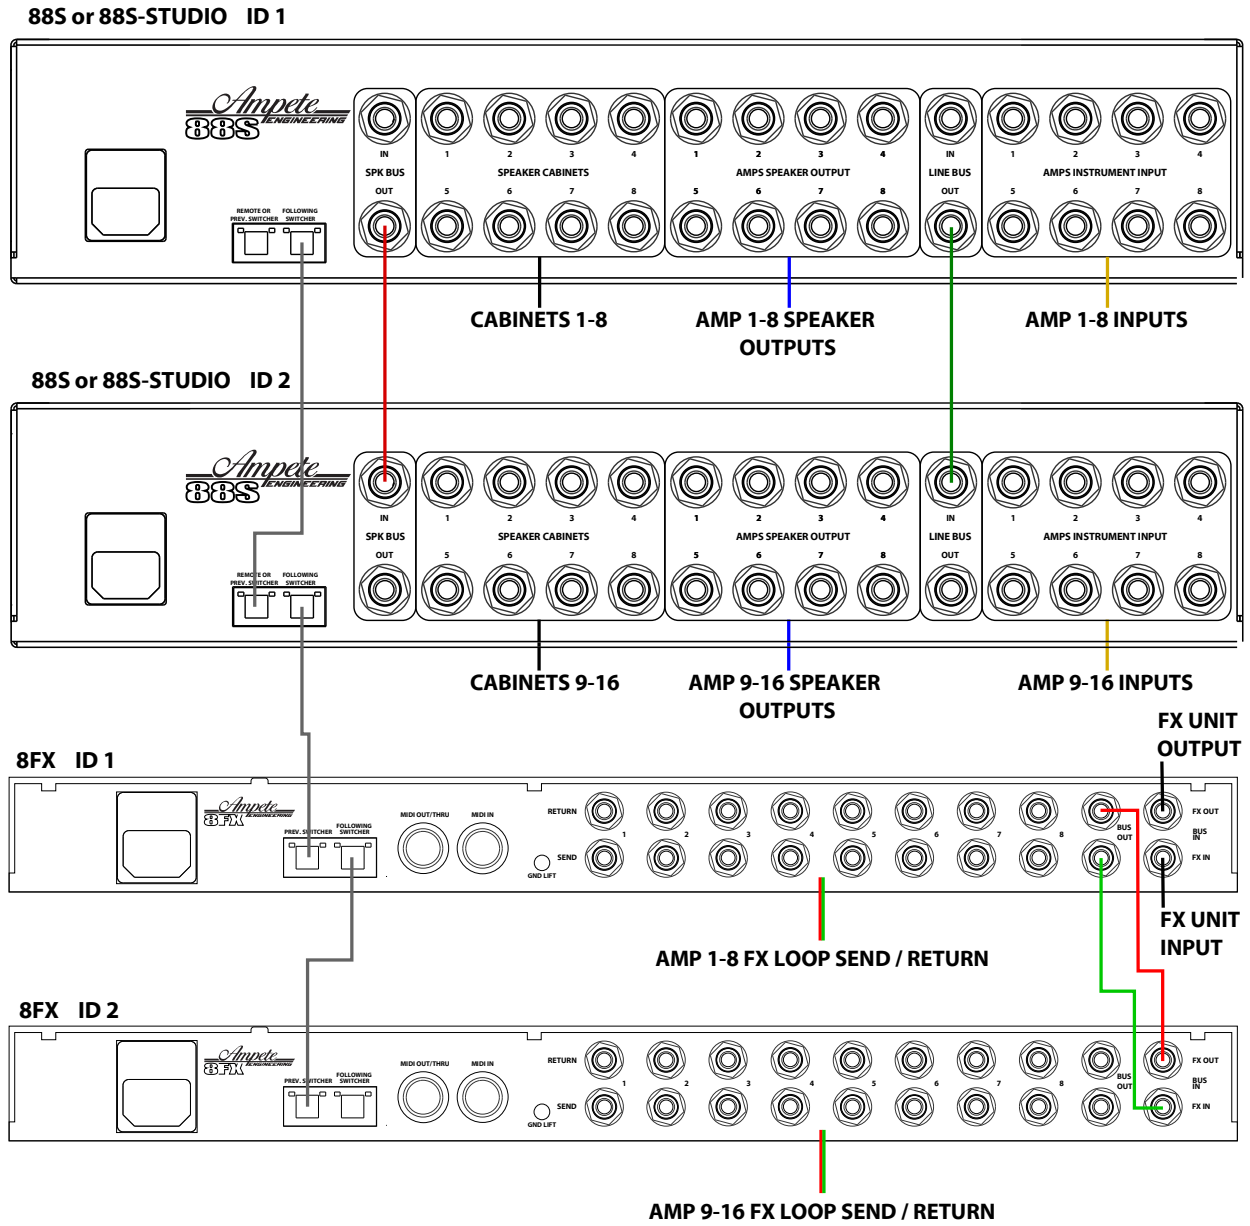 88S or 88S-STUDIO ID 1
Ampete
ENGINEERING
88S
REMOTE OR PREV. SWITCHER
FOLLOWING SWITCHER
IN
SPK BUS
OUT
1 2 3 4
SPEAKER CABINETS
5 6 7 8
1 2 3 4
AMPS SPEAKER OUTPUT
5 6 7 8
IN
LINE BUS
OUT
1 2 3 4
AMPS INSTRUMENT INPUT
5 6 7 8
CABINETS 1-8
AMP 1-8 SPEAKER
OUTPUTS
AMP 1-8 INPUTS
88S or 88S-STUDIO ID 2
Ampete
ENGINEERING
88S
REMOTE OR PREV. SWITCHER
FOLLOWING SWITCHER
IN
SPK BUS
OUT
1 2 3 4
SPEAKER CABINETS
5 6 7 8
1 2 3 4
AMPS SPEAKER OUTPUT
5 6 7 8
IN
LINE BUS
OUT
1 2 3 4
AMPS INSTRUMENT INPUT
5 6 7 8
CABINETS 9-16
AMP 9-16 SPEAKER
OUTPUTS
AMP 9-16 INPUTS
FX UNIT
OUTPUT
8FX ID 1
Ampete
ENGINEERING
8FX
PREV. SWITCHER
FOLLOWING SWITCHER
MIDI OUT/THRU
MIDI IN
GND LIFT
RETURN
1 2 3 4 5 6 7 8
SEND
BUS OUT
FX OUT
BUS IN
FX IN
FX UNIT
INPUT
AMP 1-8 FX LOOP SEND / RETURN
8FX ID 2
Ampete
ENGINEERING
8FX
PREV. SWITCHER
FOLLOWING SWITCHER
MIDI OUT/THRU
MIDI IN
GND LIFT
RETURN
1 2 3 4 5 6 7 8
SEND
BUS OUT
FX OUT
BUS IN
FX IN
AMP 9-16 FX LOOP SEND / RETURN